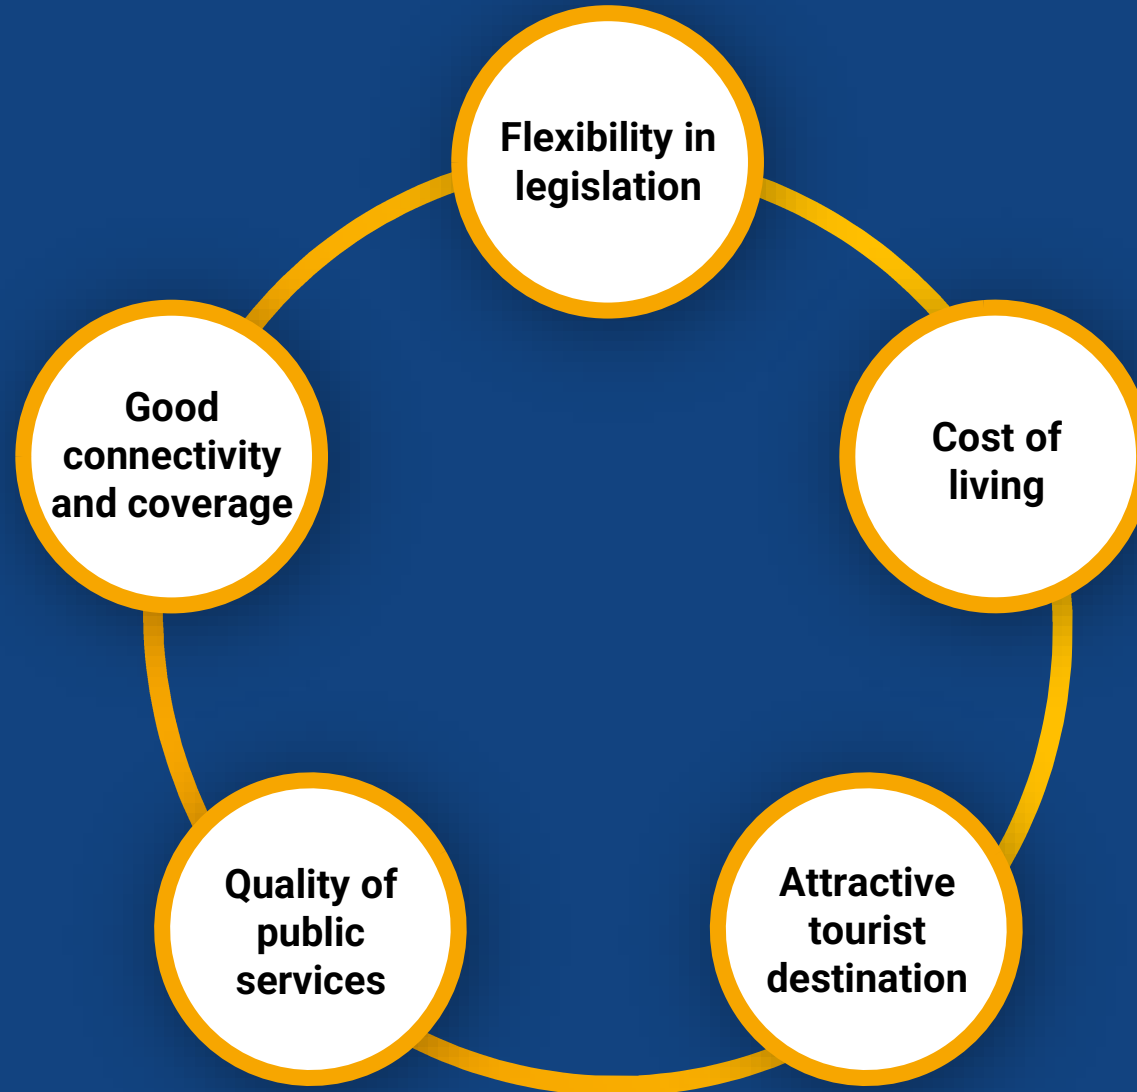 Flexibility in
legislation
Good
connectivity
and coverage
Cost of
living
Quality of
public
services
Attractive
tourist
destination